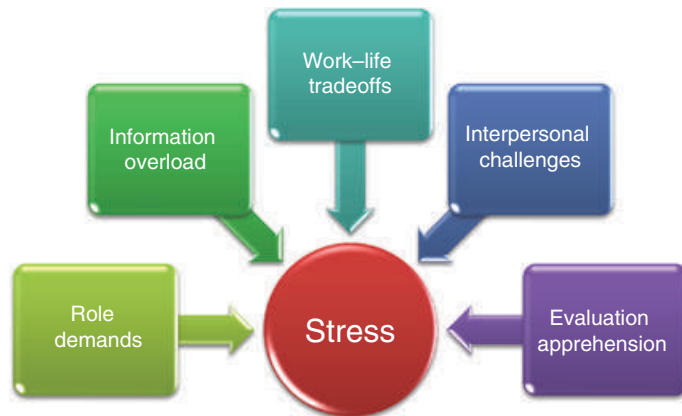 Work–life
tradeoffs
Information
overload
Interpersonal
challenges
Role
demands
Stress
Evaluation
apprehension